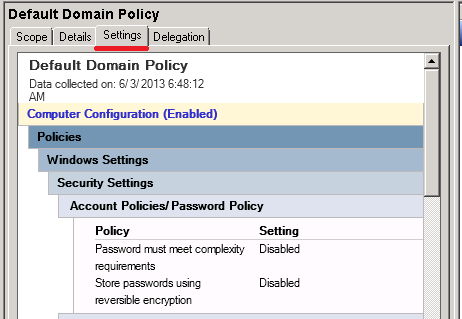 Default Domain Policy
Scope Details Settings Delegation
Default Domain Policy
Data collected on: 6/3/2013 6:48:12
AM
Computer Configuration (Enabled)
Policies
Windows Settings
Security Settings
Account Policies/Password Policy
Policy Setting
Password must meet complexity Disabled
requirements
Store passwords using Disabled
reversible encryption